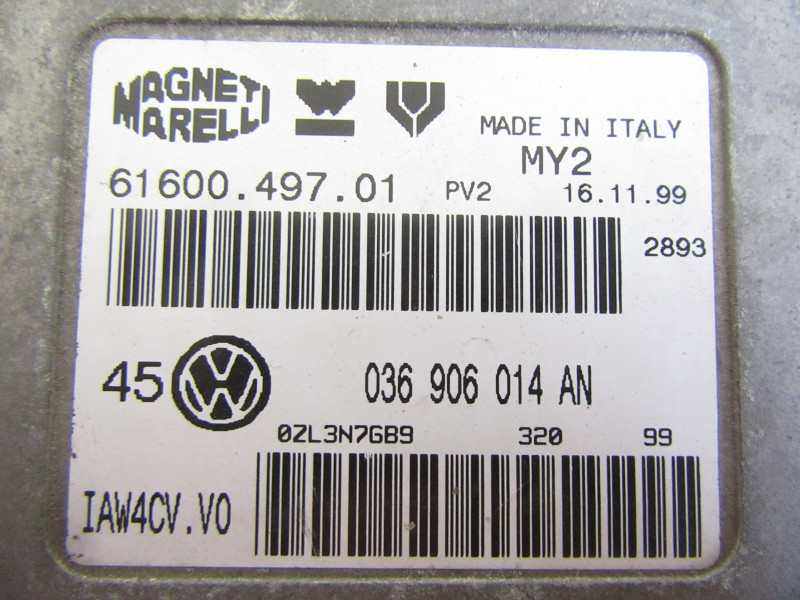 MAGNETI
MARELLI
MADE IN ITALY
MY2
61600.497.01 PV2 16.11.99
2893
45 VW 036 906 014 AN
0ZL3N7GB9 320 99
IAW4CV.V0